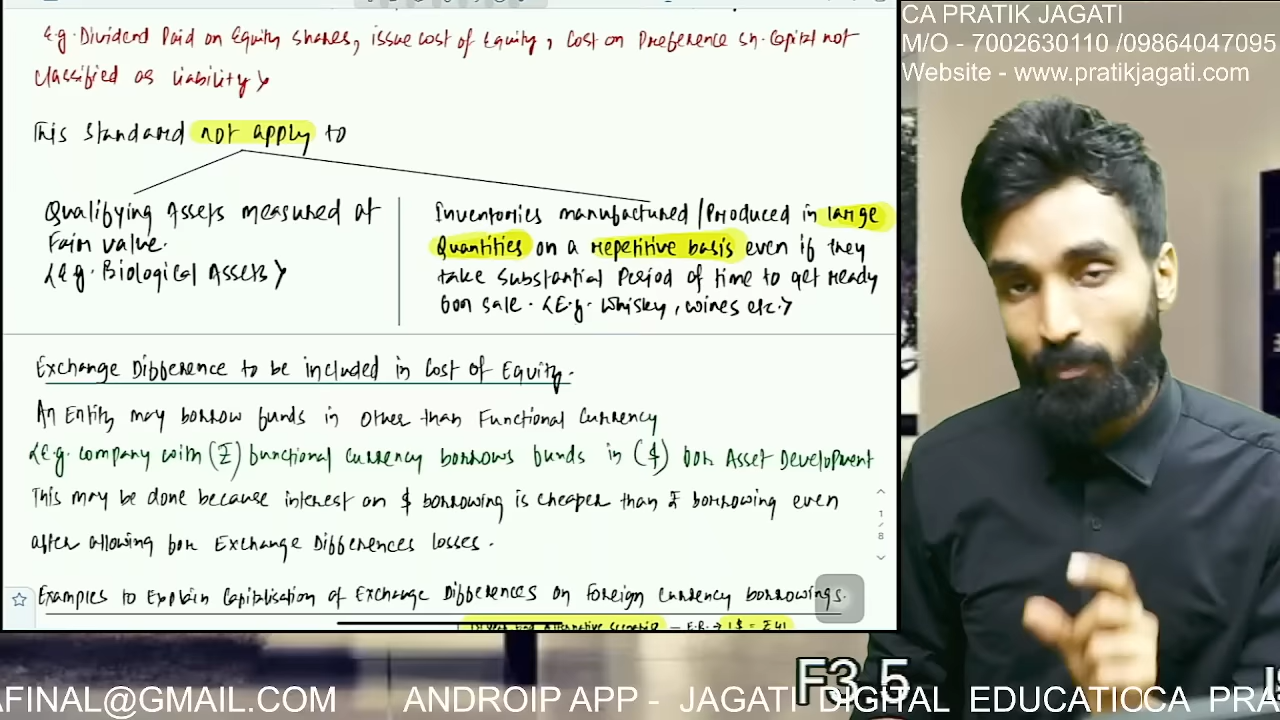 E.g. Dividend Paid on Equity shares, issue cost of Equity, Cost on Preference sh. Capital not
classified as liability>
This Standard not apply to
Qualifying Assets measured at
Fair value.
<E.g. Biological Assets>
Inventories manufactured/Produced in large
Quantities on a repetitive basis even if they
take Substantial Period of time to get ready
for sale. <E.g. Whisky, wines etc.>
Exchange Difference to be included in Cost of Equity.
An Entity may borrow funds in Other than Functional Currency
<E.g. company with (₹) functional currency borrows funds in ($) for Asset Development
This may be done because interest on $ borrowing is cheaper than ₹ borrowing even
after allowing for Exchange Differences losses.
1/8
Examples to Explain Capitalisation of Exchange Differences on Foreign Currency borrowings.
CA PRATIK JAGATI
M/O - 7002630110 /09864047095
Website - www.pratikjagati.com
F3 5
AFINAL@GMAIL.COM ANDROIP APP - JAGATI DIGITAL EDUCATIOCA PRA